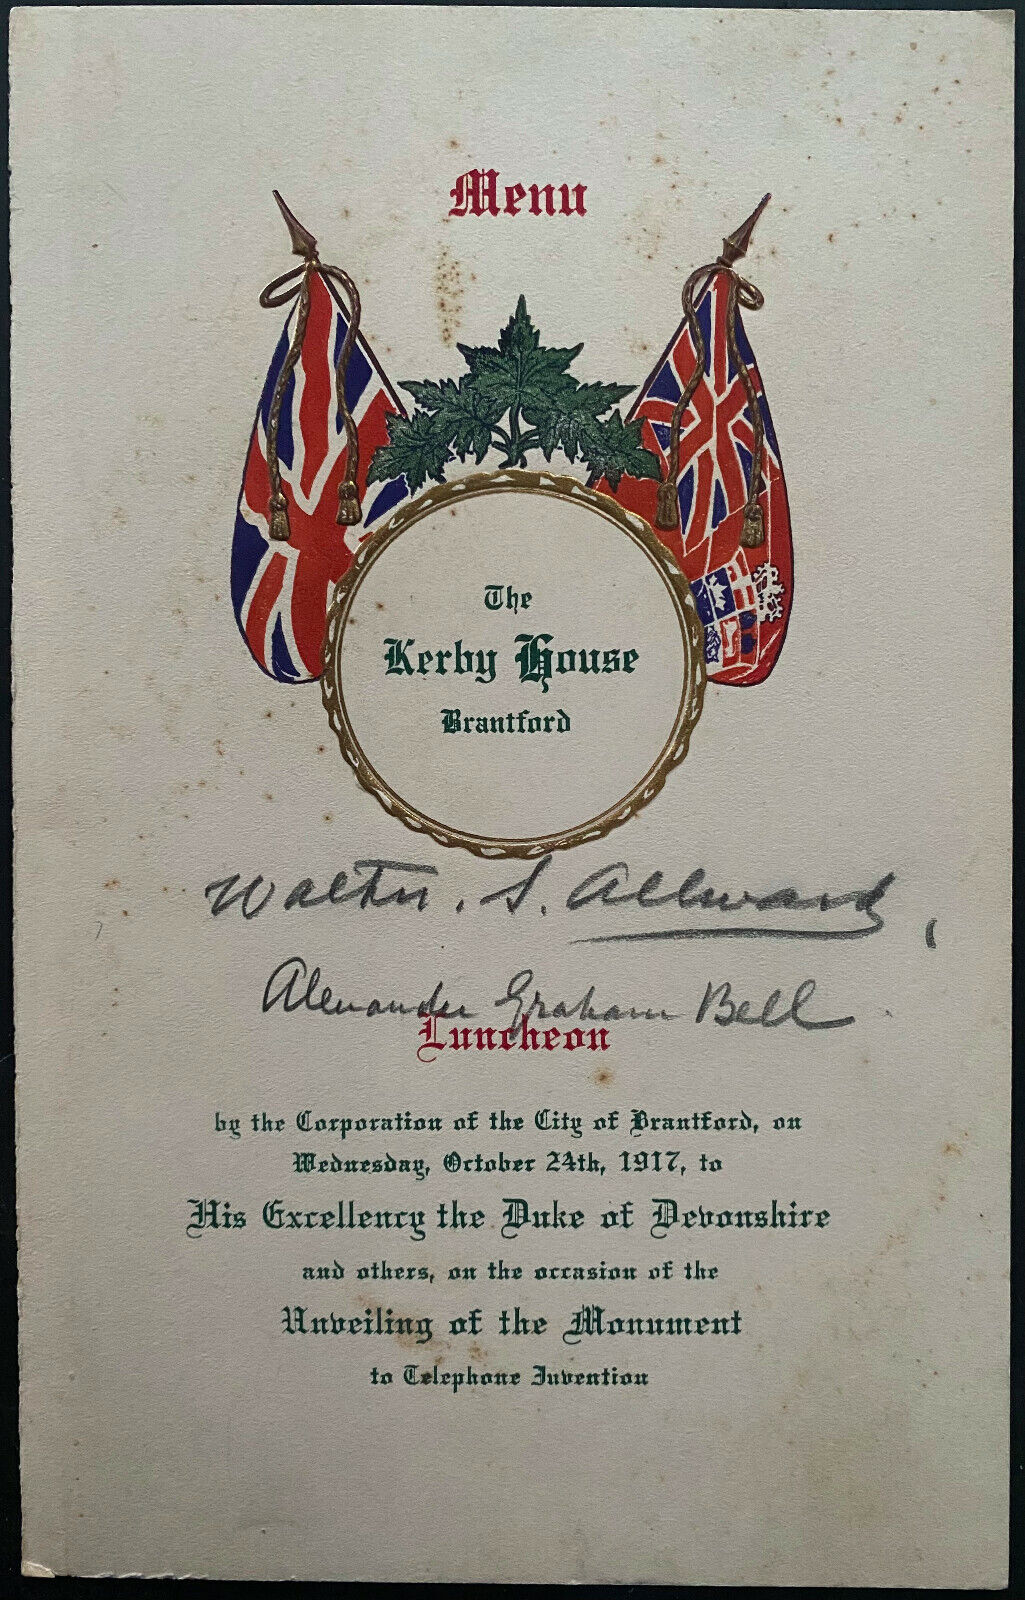 Menu
The
Kerby House
Brantford
Walter. S. Allward,
Alexander Graham Bell
Luncheon
by the Corporation of the City of Brantford, on
Wednesday, October 24th, 1917, to
His Excellency the Duke of Devonshire
and others, on the occasion of the
Unveiling of the Monument
to Telephone Invention